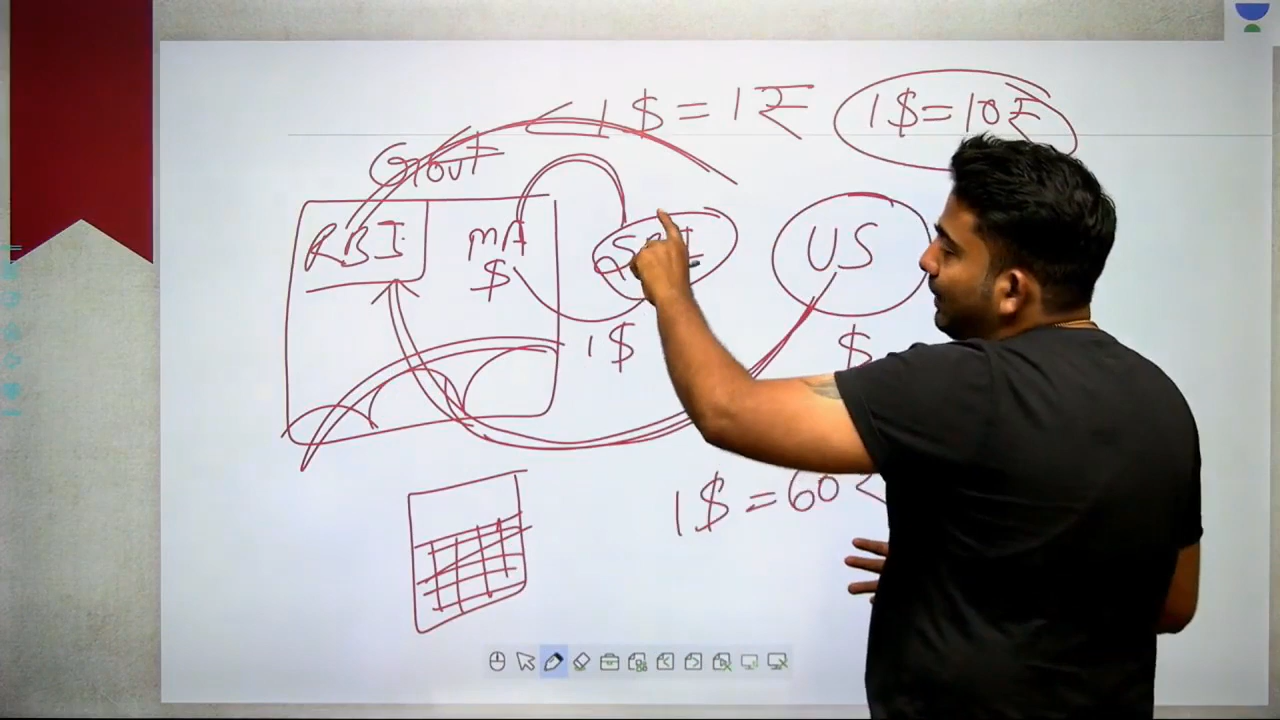 1$ = 1₹ 1$ = 10₹
Govt
RBI MA US
$
1$ $
1$ = 60₹